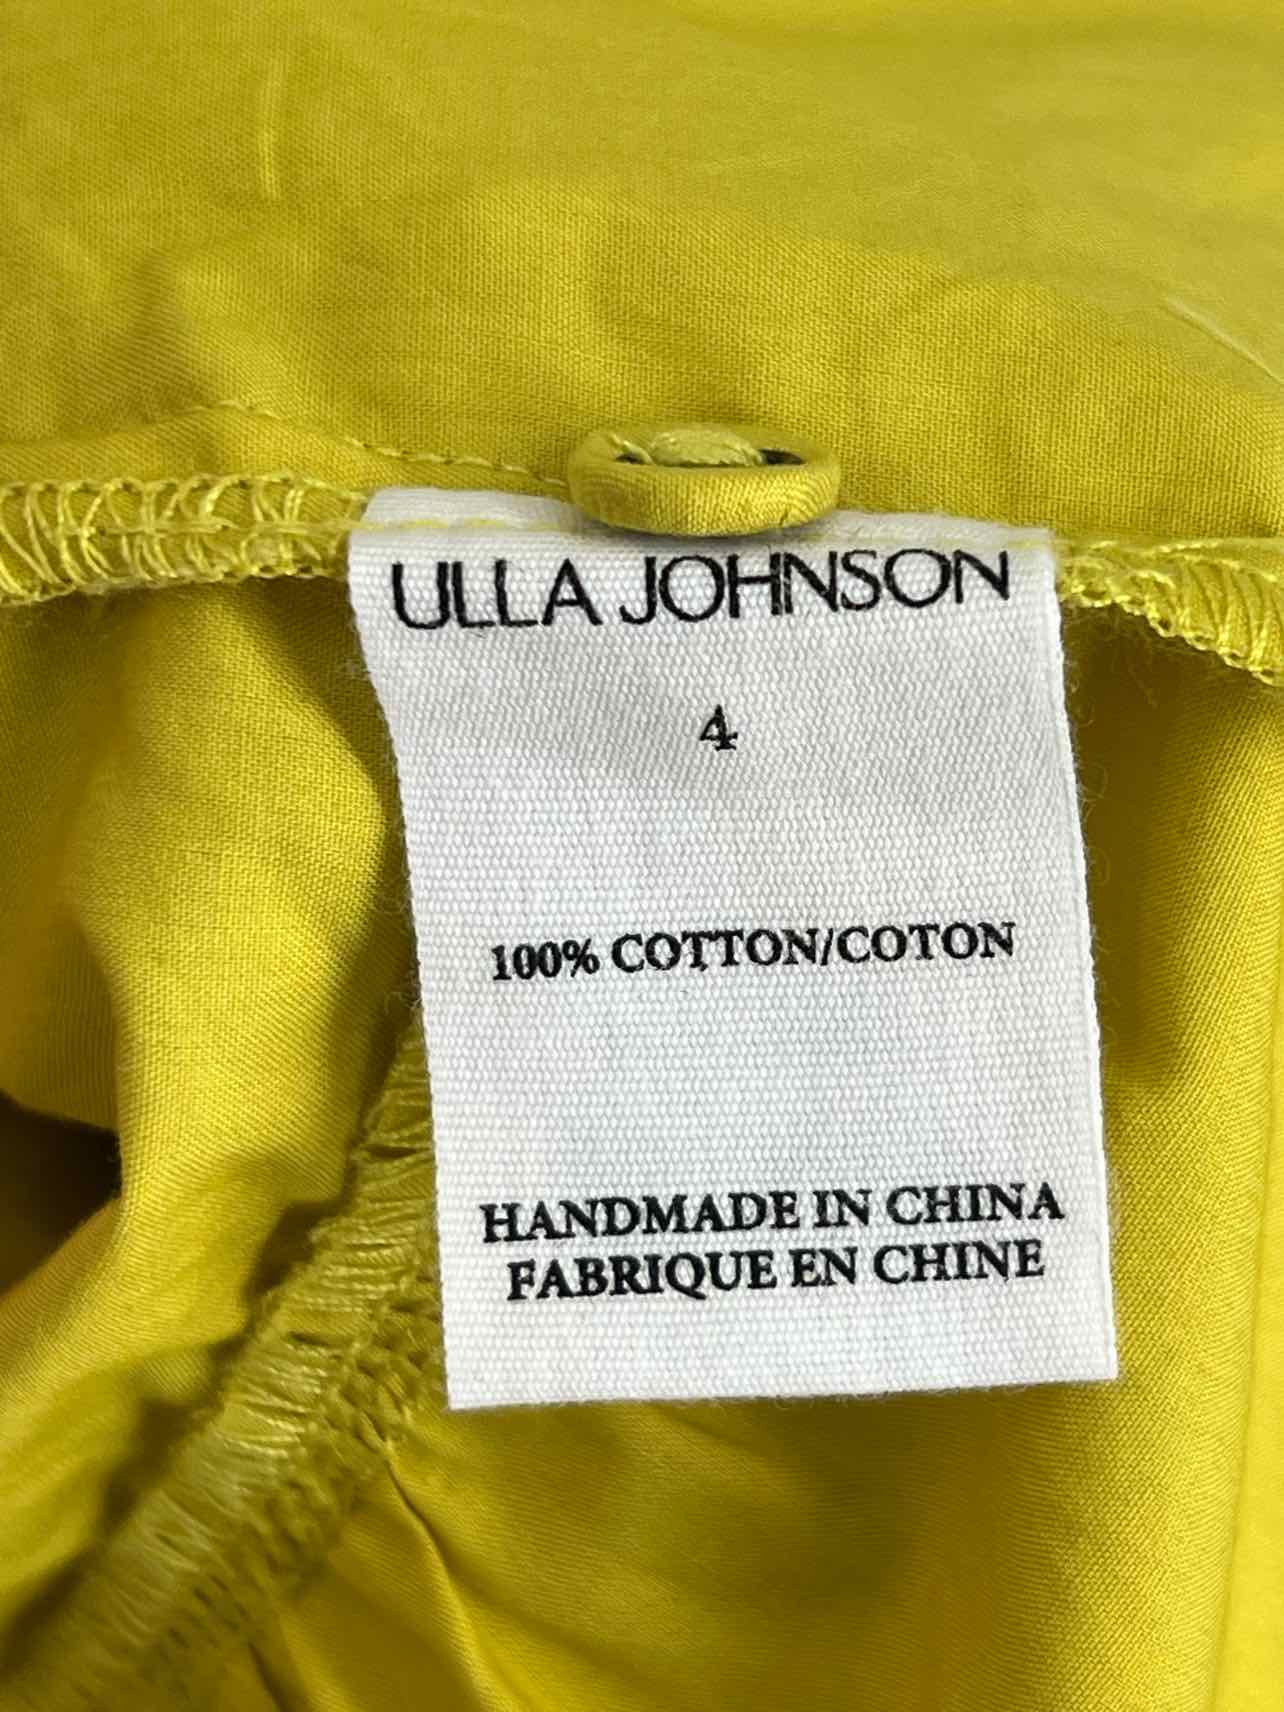 ULLA JOHNSON
4
100% COTTON/COTON
HANDMADE IN CHINA
FABRIQUE EN CHINE